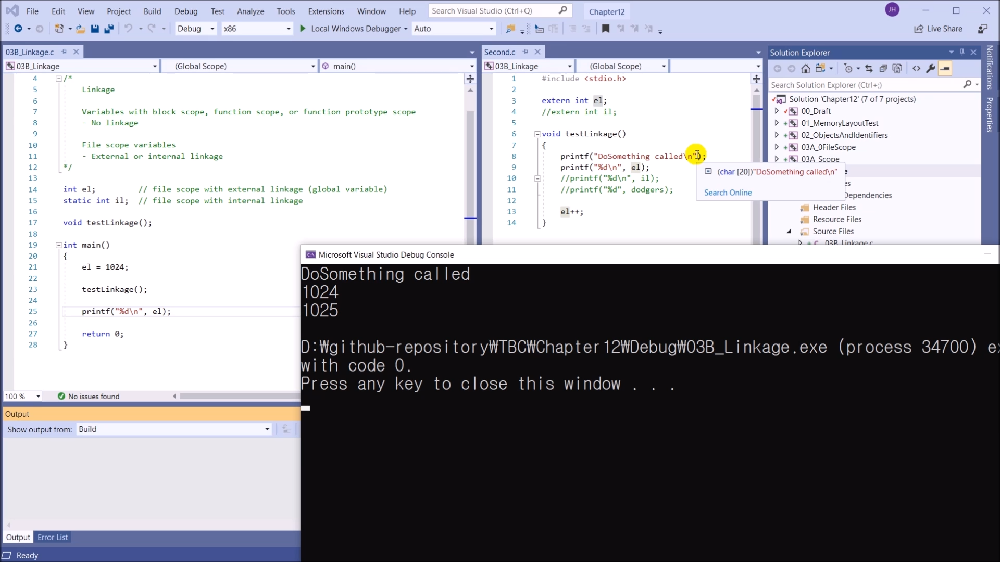 File Edit View Project Build Debug Test Analyze Tools Extensions Window Help Search Visual Studio (Ctrl+Q) Chapter12 JH
Debug x86 Local Windows Debugger Auto Live Share
03B_Linkage.c
03B_Linkage (Global Scope) main()
4 /*
5 Linkage
6
7 Variables with block scope, function scope, or function prototype scope
8 - No linkage
9
10 File scope variables
11 - External or internal linkage
12 */
13
14 int el; // file scope with external linkage (global variable)
15 static int il; // file scope with internal linkage
16
17 void testLinkage();
18
19 int main()
20 {
21 el = 1024;
22
23 testLinkage();
24
25 printf("%d\n", el);
26
27 return 0;
28 }
100 % No issues found
Second.c
03B_Linkage (Global Scope)
1 #include <stdio.h>
2
3 extern int el;
4 //extern int il;
5
6 void testLinkage()
7 {
8 printf("DoSomething called\n");
9 printf("%d\n", el);
10 //printf("%d\n", il);
11 //printf("%d", dodgers);
12
13 el++;
14 }
(char [20])"DoSomething called\n"
Search Online
Solution Explorer
Search Solution Explorer (Ctrl+;)
Solution 'Chapter12' (7 of 7 projects)
00_Draft
01_MemoryLayoutTest
02_ObjectsAndIdentifiers
03A_0FileScope
03A_Scope
Header Files
Resource Files
Source Files
03B_Linkage.c
Notifications
Properties
Output
Show output from: Build
Output Error List
Ready
Microsoft Visual Studio Debug Console
DoSomething called
1024
1025
D:₩github-repository₩TBC₩Chapter12₩Debug₩03B_Linkage.exe (process 34700) ex
with code 0.
Press any key to close this window . . .